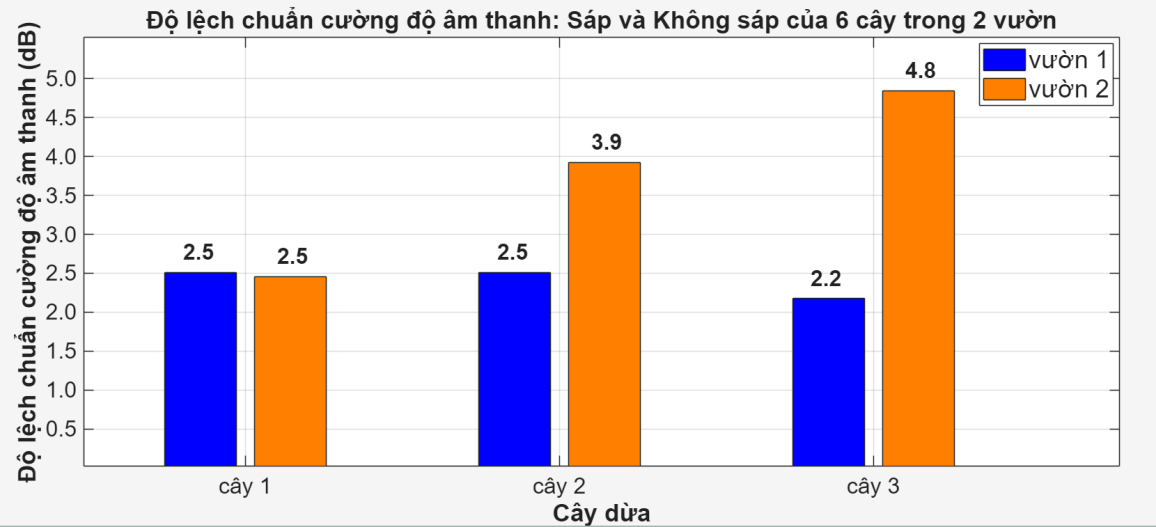 Độ lệch chuẩn cường độ âm thanh: Sáp và Không sáp của 6 cây trong 2 vườn
Độ lệch chuẩn cường độ âm thanh (dB)
5.0
4.5
4.0
3.5
3.0
2.5
2.0
1.5
1.0
0.5
2.5
2.5
2.5
3.9
2.2
4.8
vườn 1
vườn 2
cây 1
cây 2
cây 3
Cây dừa